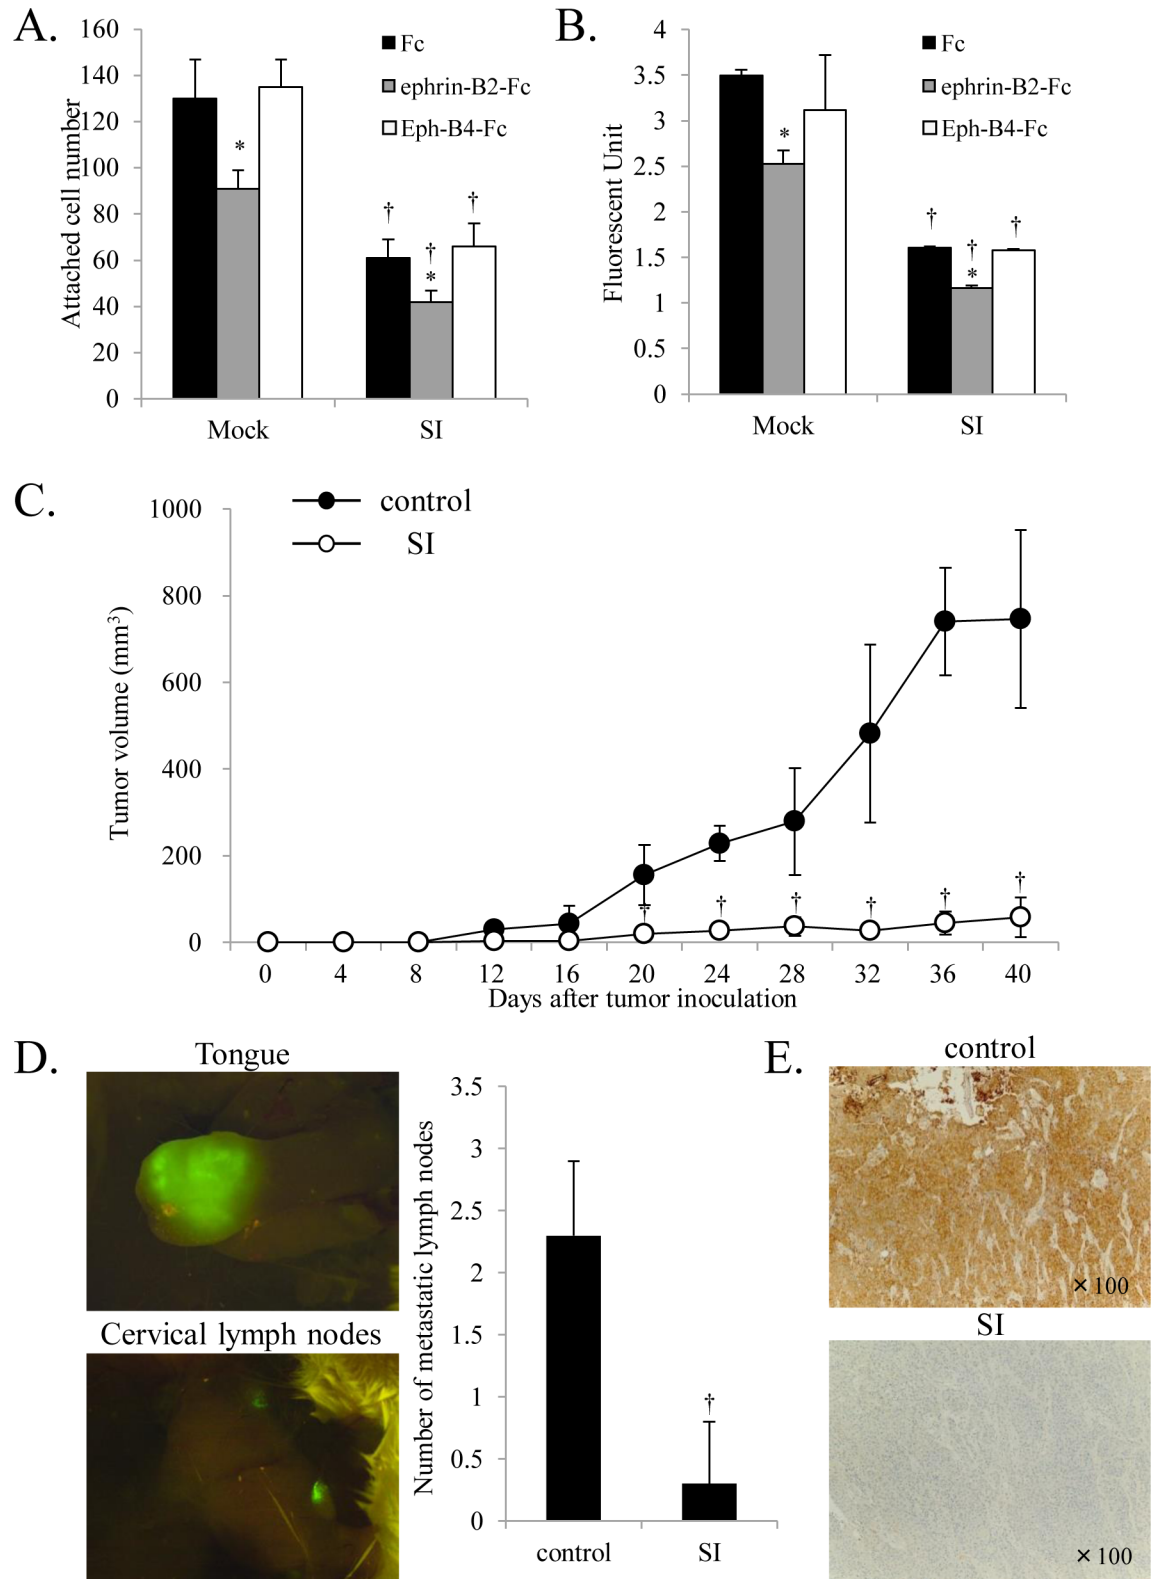 A.
160
140
120
100
80
60
40
20
0
Attached cell number
Fc
ephrin-B2-Fc
Eph-B4-Fc
*
†
†
*
†
Mock
SI
B.
4
3.5
3
2.5
2
1.5
1
0.5
0
Fluorescent Unit
Fc
ephrin-B2-Fc
Eph-B4-Fc
*
†
†
*
†
Mock
SI
C.
control
SI
1000
800
600
400
200
0
Tumor volume (mm³)
† † † † † †
0 4 8 12 16 20 24 28 32 36 40
Days after tumor inoculation
D.
Tongue
Cervical lymph nodes
3.5
3
2.5
2
1.5
1
0.5
0
Number of metastatic lymph nodes
†
control
SI
E.
control
×100
SI
×100